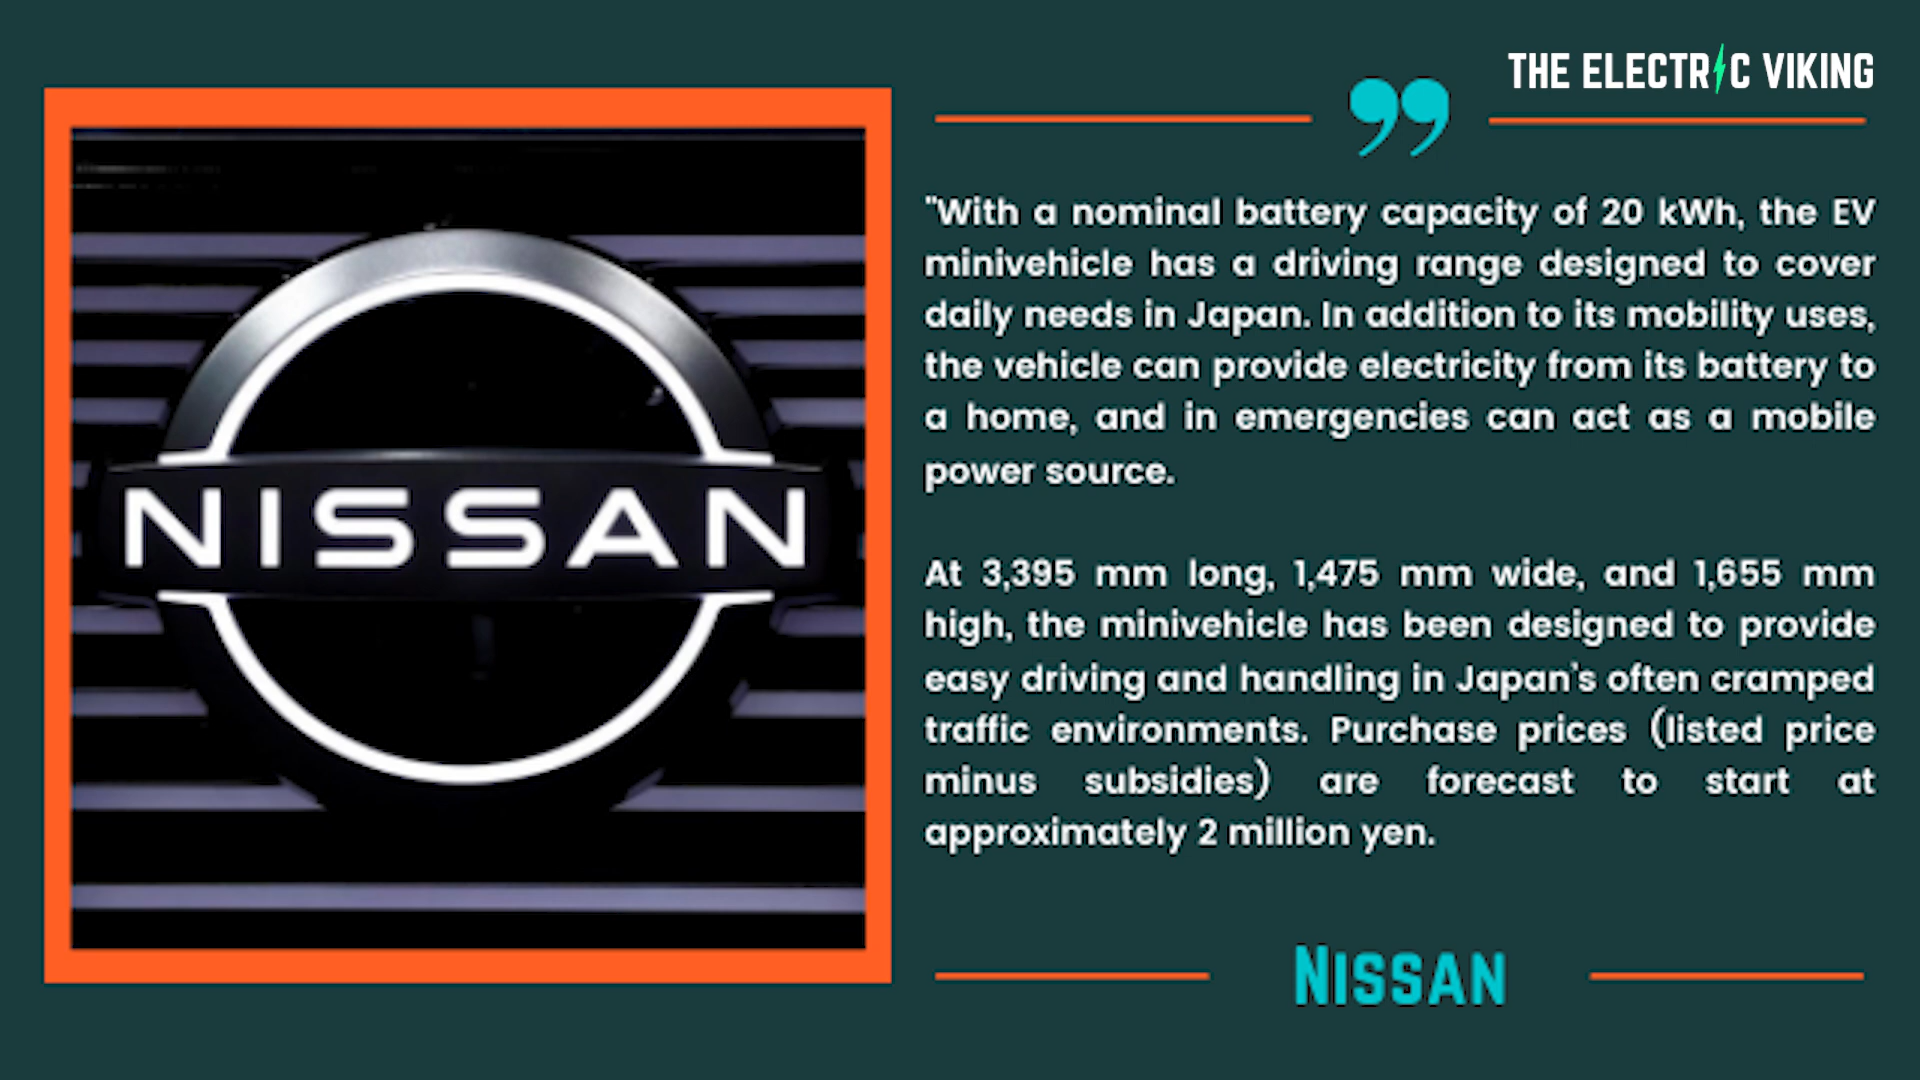 THE ELECTRIC VIKING
”
NISSAN
"With a nominal battery capacity of 20 kWh, the EV
minivehicle has a driving range designed to cover
daily needs in Japan. In addition to its mobility uses,
the vehicle can provide electricity from its battery to
a home, and in emergencies can act as a mobile
power source.
At 3,395 mm long, 1,475 mm wide, and 1,655 mm
high, the minivehicle has been designed to provide
easy driving and handling in Japan's often cramped
traffic environments. Purchase prices (listed price
minus subsidies) are forecast to start at
approximately 2 million yen.
NISSAN